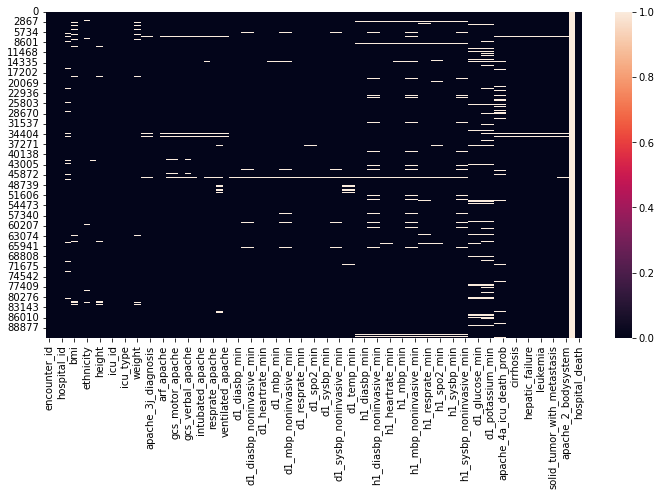 0
2867
5734
8601
11468
14335
17202
20069
22936
25803
28670
31537
34404
37271
40138
43005
45872
48739
51606
54473
57340
60207
63074
65941
68808
71675
74542
77409
80276
83143
86010
88877
encounter_id
hospital_id
bmi
ethnicity
height
icu_id
icu_type
weight
apache_3j_diagnosis
arf_apache
gcs_motor_apache
gcs_verbal_apache
intubated_apache
resprate_apache
ventilated_apache
d1_diasbp_min
d1_diasbp_noninvasive_min
d1_heartrate_min
d1_mbp_min
d1_mbp_noninvasive_min
d1_resprate_min
d1_spo2_min
d1_sysbp_min
d1_sysbp_noninvasive_min
d1_temp_min
h1_diasbp_min
h1_diasbp_noninvasive_min
h1_heartrate_min
h1_mbp_min
h1_mbp_noninvasive_min
h1_resprate_min
h1_spo2_min
h1_sysbp_min
h1_sysbp_noninvasive_min
d1_glucose_min
d1_potassium_min
apache_4a_icu_death_prob
cirrhosis
hepatic_failure
leukemia
solid_tumor_with_metastasis
apache_2_bodysystem
hospital_death
1.0
0.8
0.6
0.4
0.2
0.0